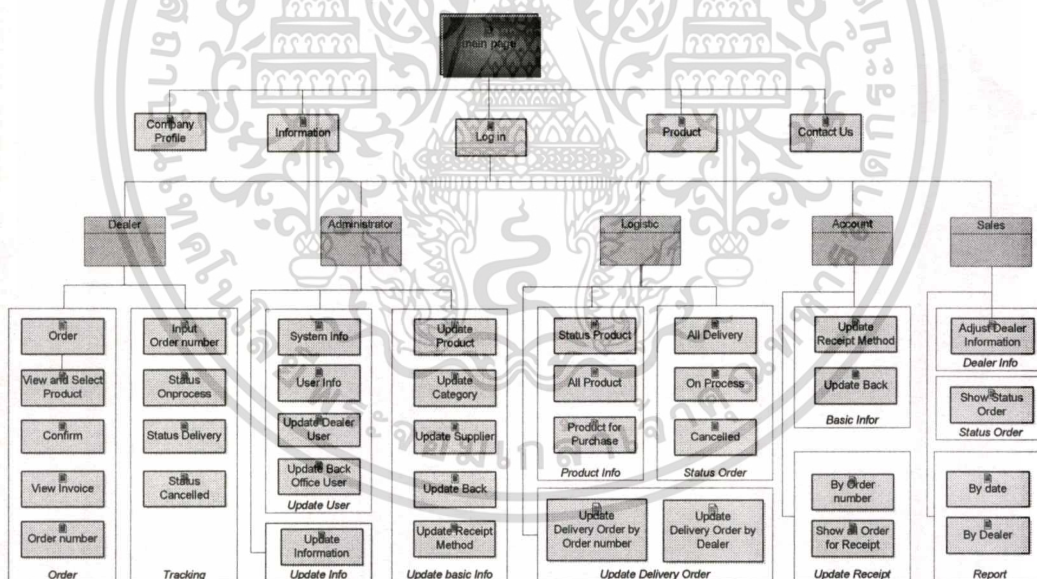 main page
Company
Profile
Information
Log in
Product
Contact Us
Dealer
Administrator
Logistic
Account
Sales
Order
View and Select
Product
Confirm
View Invoice
Order number
Order
Input
Order number
Status
Onprocess
Status Delivery
Status
Cancelled
Tracking
System Info
User Info
Update Dealer
User
Update Back
Office User
Update User
Update
Information
Update Info
Update
Product
Update
Category
Update Supplier
Update Back
Update Receipt
Method
Update basic Info
Status Product
All Product
Product for
Purchase
Product Info
All Delivery
On Process
Cancelled
Status Order
Update
Delivery Order by
Order number
Update
Delivery Order by
Dealer
Update Delivery Order
Update
Receipt Method
Update Back
Basic Infor
By Order
number
Show all Order
for Receipt
Update Receipt
Adjust Dealer
Information
Dealer Info
Show Status
Order
Status Order
By date
By Dealer
Report